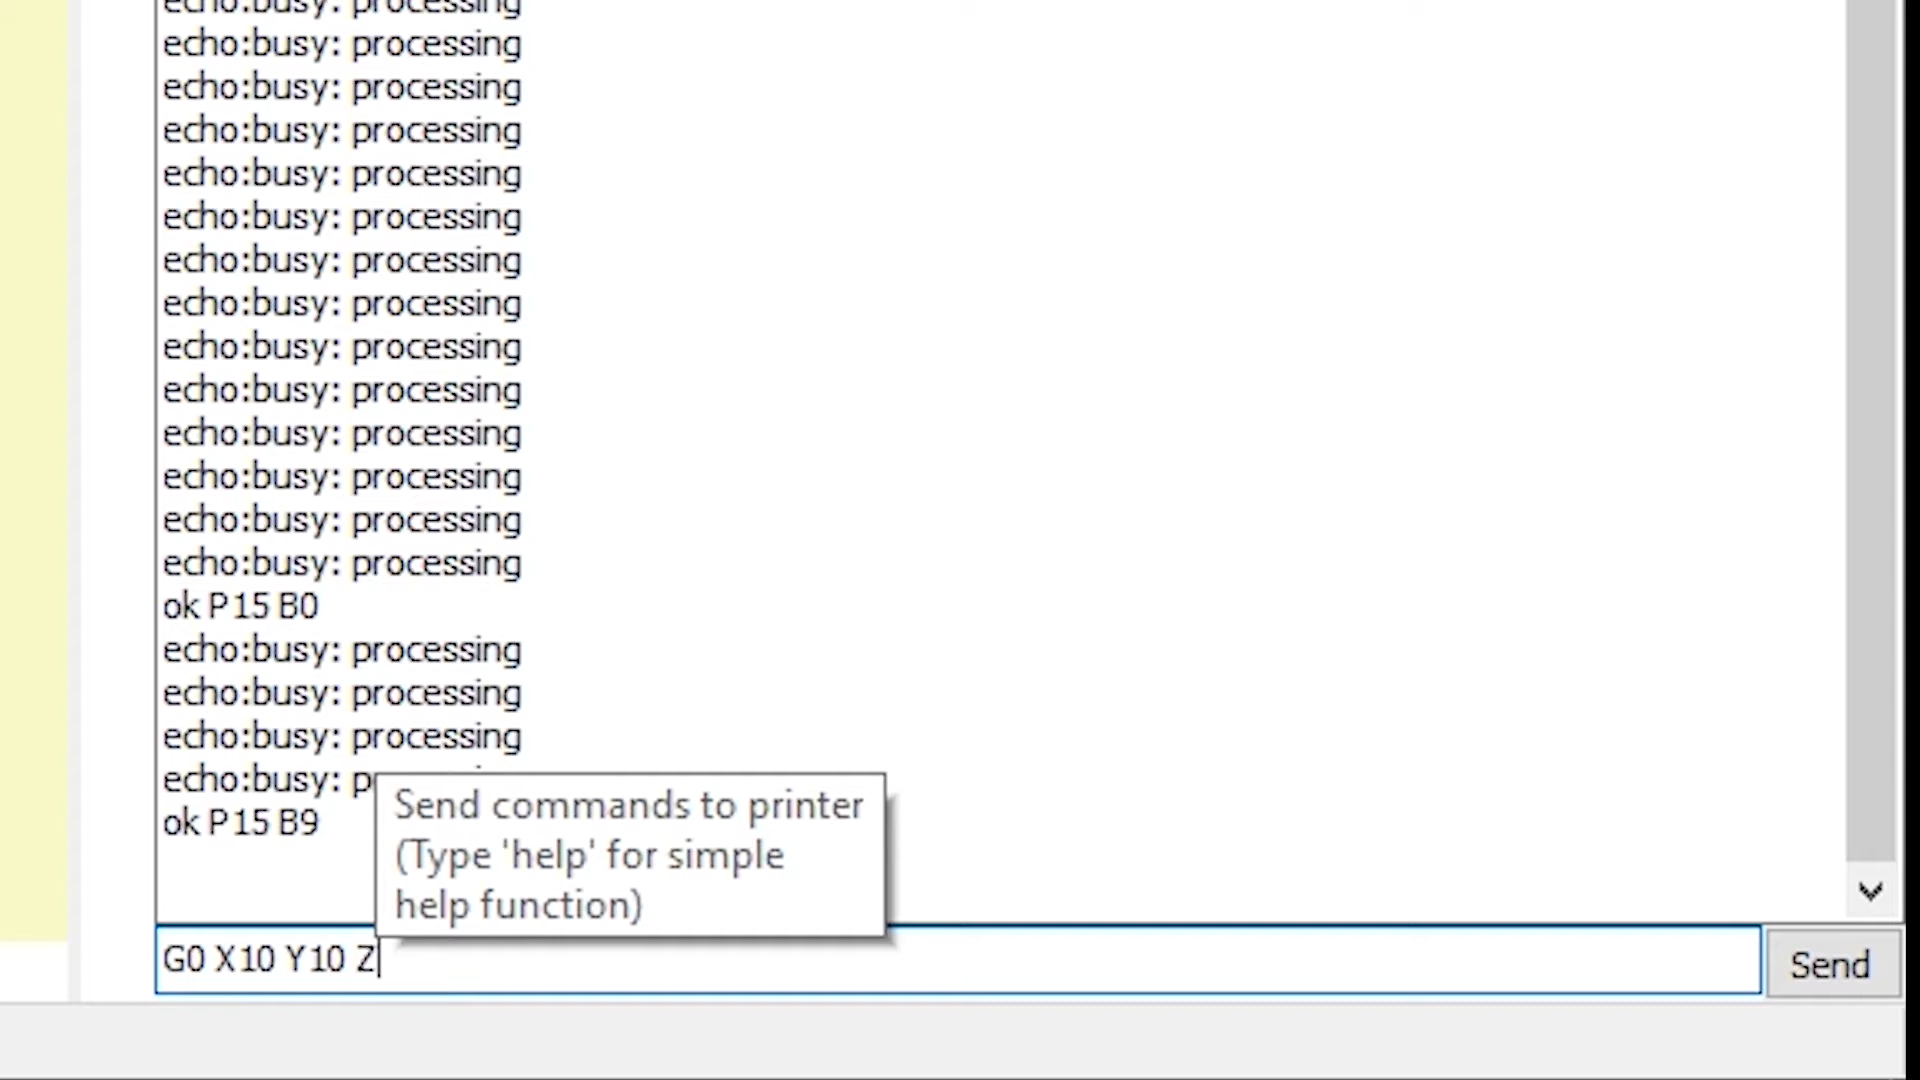 echo:busy: processing
echo:busy: processing
echo:busy: processing
echo:busy: processing
echo:busy: processing
echo:busy: processing
echo:busy: processing
echo:busy: processing
echo:busy: processing
echo:busy: processing
echo:busy: processing
echo:busy: processing
echo:busy: processing
echo:busy: processing
ok P15 B0
echo:busy: processing
echo:busy: processing
echo:busy: processing
echo:busy: p
ok P15 B9
Send commands to printer
(Type 'help' for simple
help function)
G0 X10 Y10 Z
Send